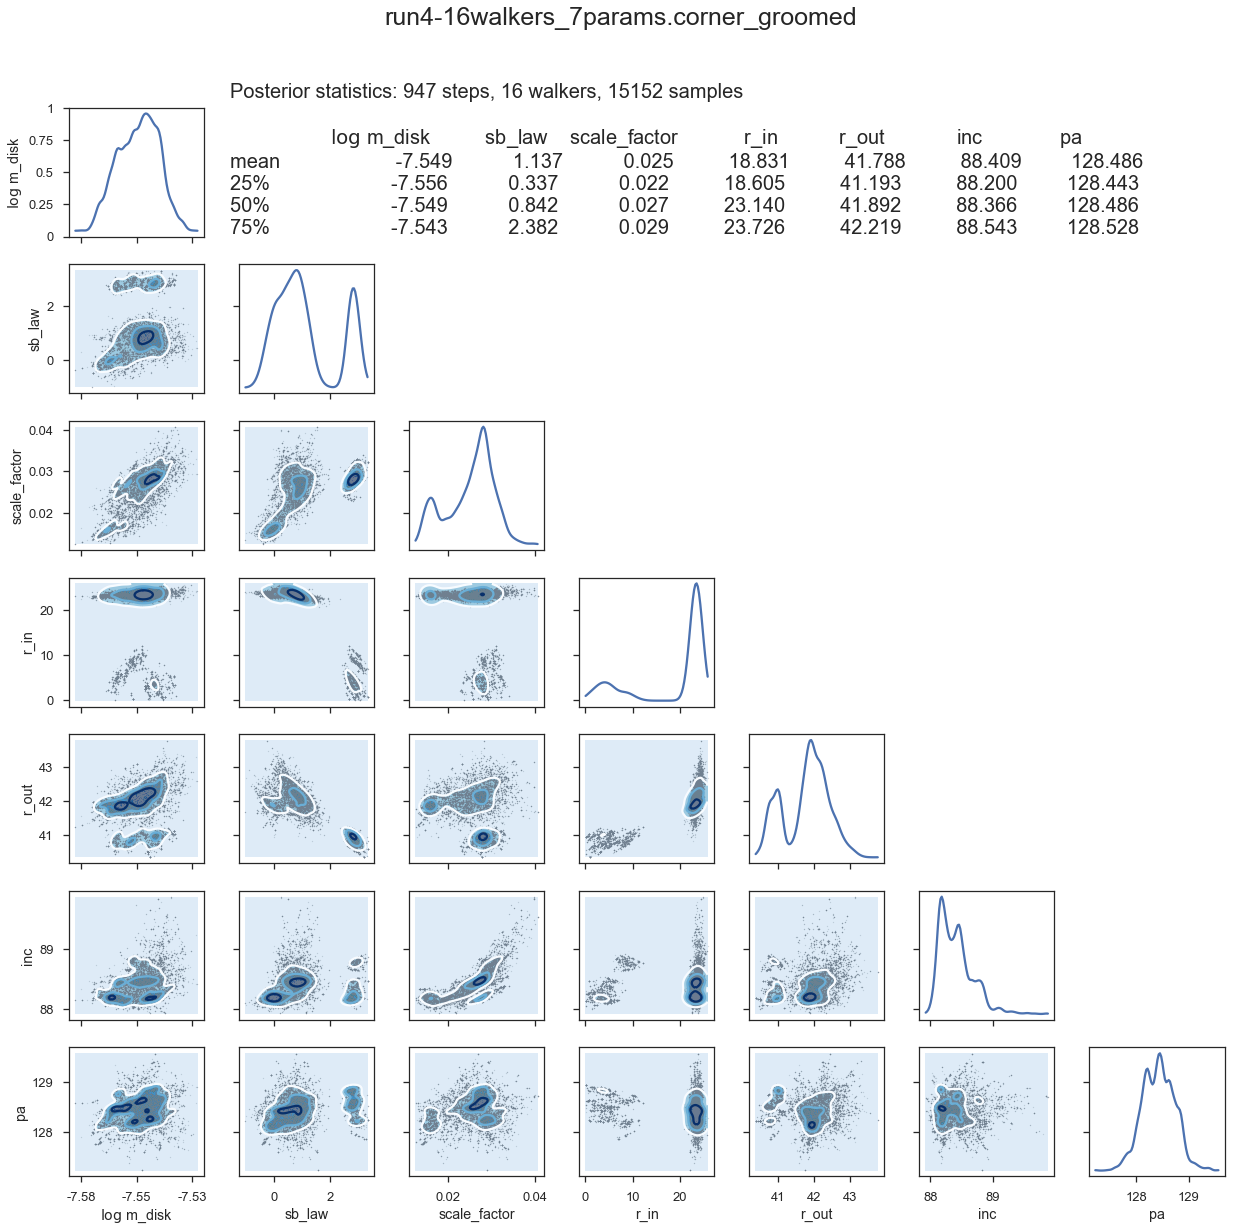 run4-16walkers_7params.corner_groomed
Posterior statistics: 947 steps, 16 walkers, 15152 samples
log m_disk sb_law scale_factor r_in r_out inc pa
mean -7.549 1.137 0.025 18.831 41.788 88.409 128.486
25% -7.556 0.337 0.022 18.605 41.193 88.200 128.443
50% -7.549 0.842 0.027 23.140 41.892 88.366 128.486
75% -7.543 2.382 0.029 23.726 42.219 88.543 128.528
log m_disk
1
0.75
0.5
0.25
0
sb_law
2
0
scale_factor
0.04
0.03
0.02
r_in
20
10
0
r_out
43
42
41
inc
89
88
pa
129
128
-7.58 -7.55 -7.53 0 2 0.02 0.04 0 20 41 42 43 88 89 128 129
log m_disk sb_law scale_factor r_in r_out inc pa